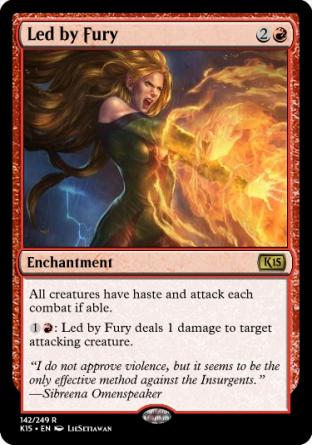 Led by Fury 2
Enchantment K15
All creatures have haste and attack each
combat if able.
1 : Led by Fury deals 1 damage to target
attacking creature.
“I do not approve violence, but it seems to be the
only effective method against the Insurgents.”
—Sibreena Omenspeaker
142/249 R
K15 • EN LIESETIAWAN